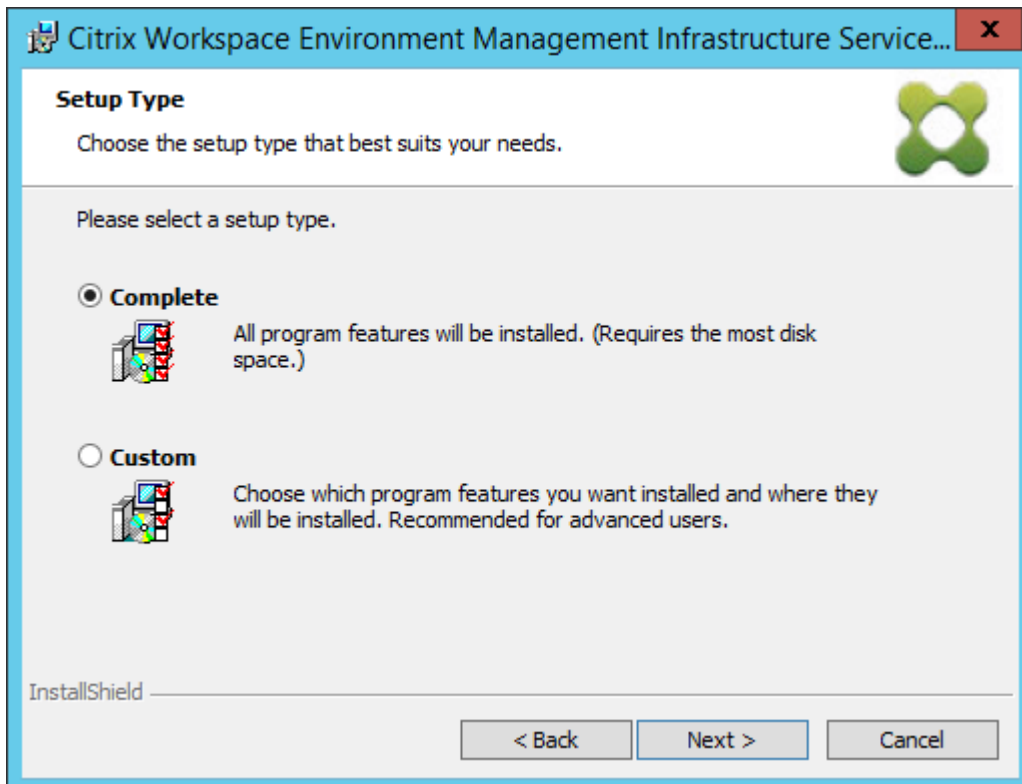 Citrix Workspace Environment Management Infrastructure Service...
X
Setup Type
Choose the setup type that best suits your needs.
Please select a setup type.
Complete
All program features will be installed. (Requires the most disk
space.)
Custom
Choose which program features you want installed and where they
will be installed. Recommended for advanced users.
InstallShield
< Back
Next >
Cancel